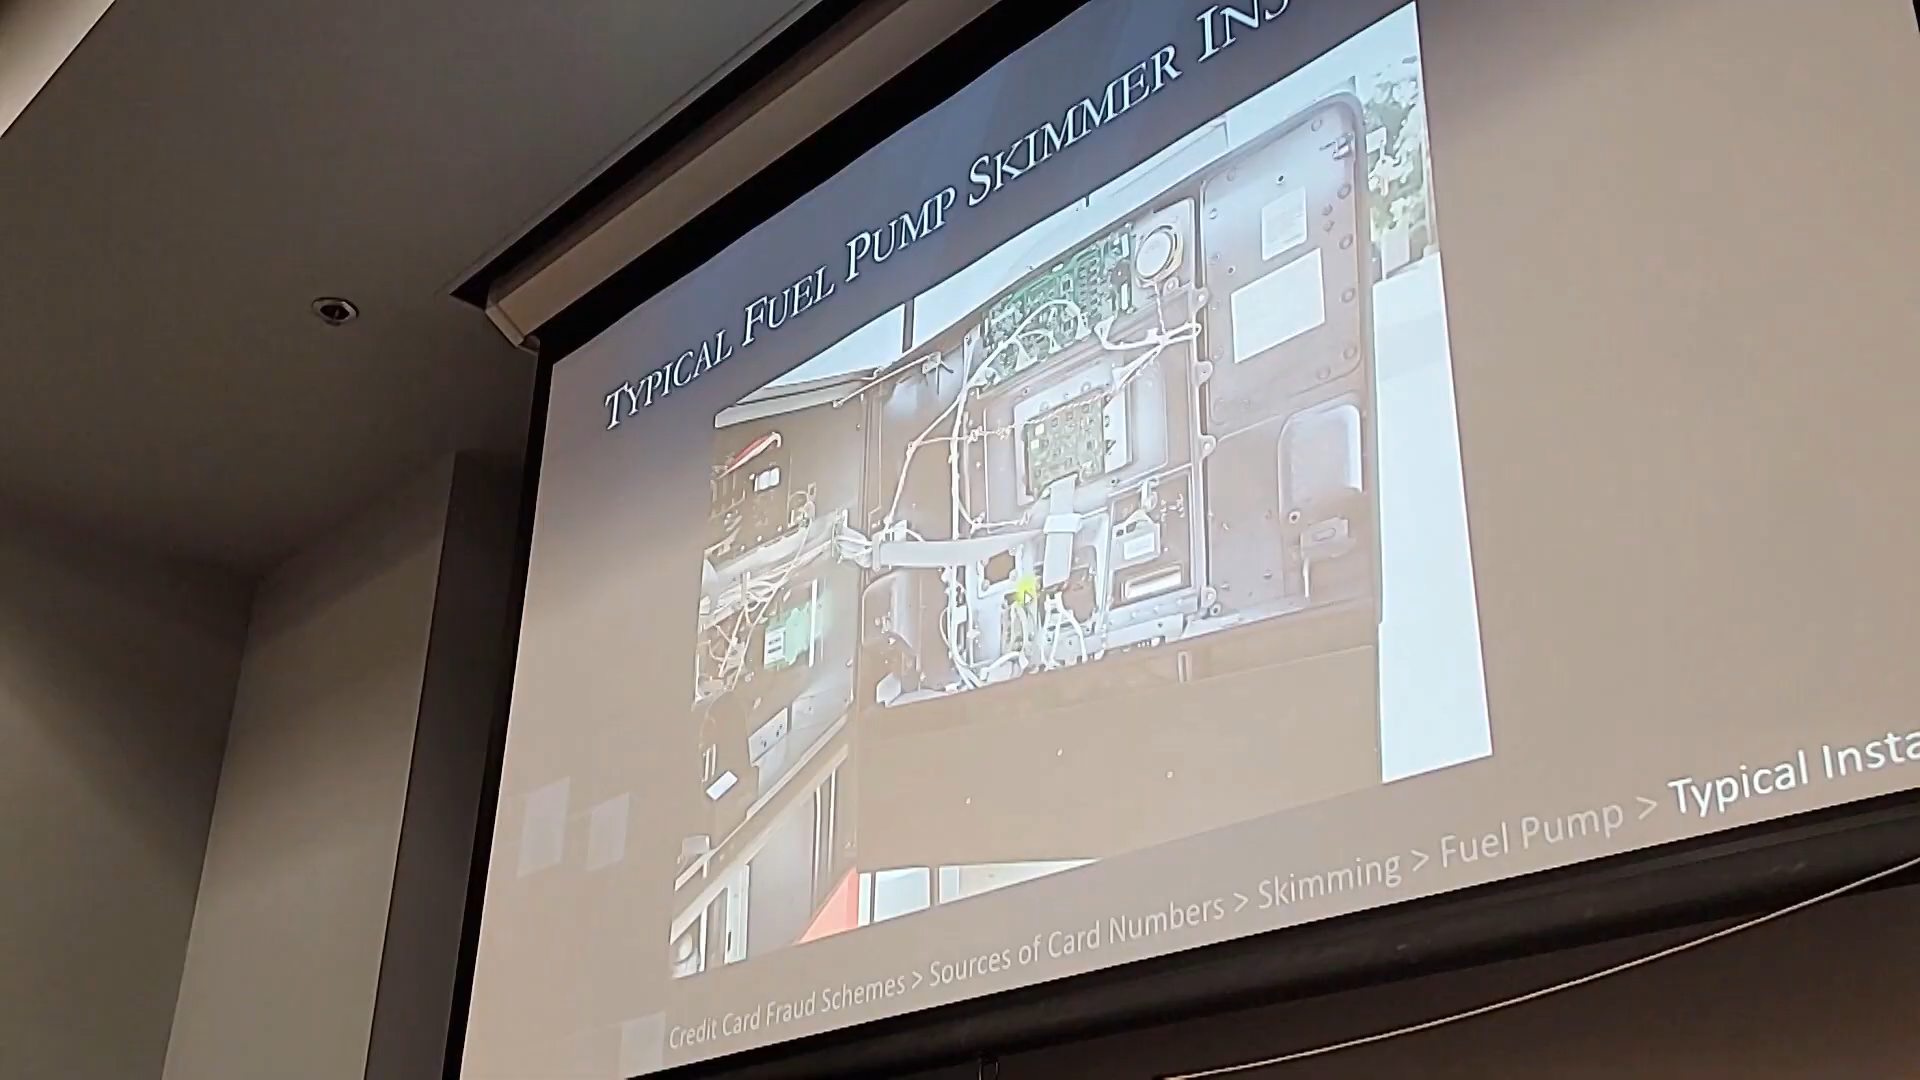 TYPICAL FUEL PUMP SKIMMER INS
Credit Card Fraud Schemes > Sources of Card Numbers > Skimming > Fuel Pump > Typical Insta